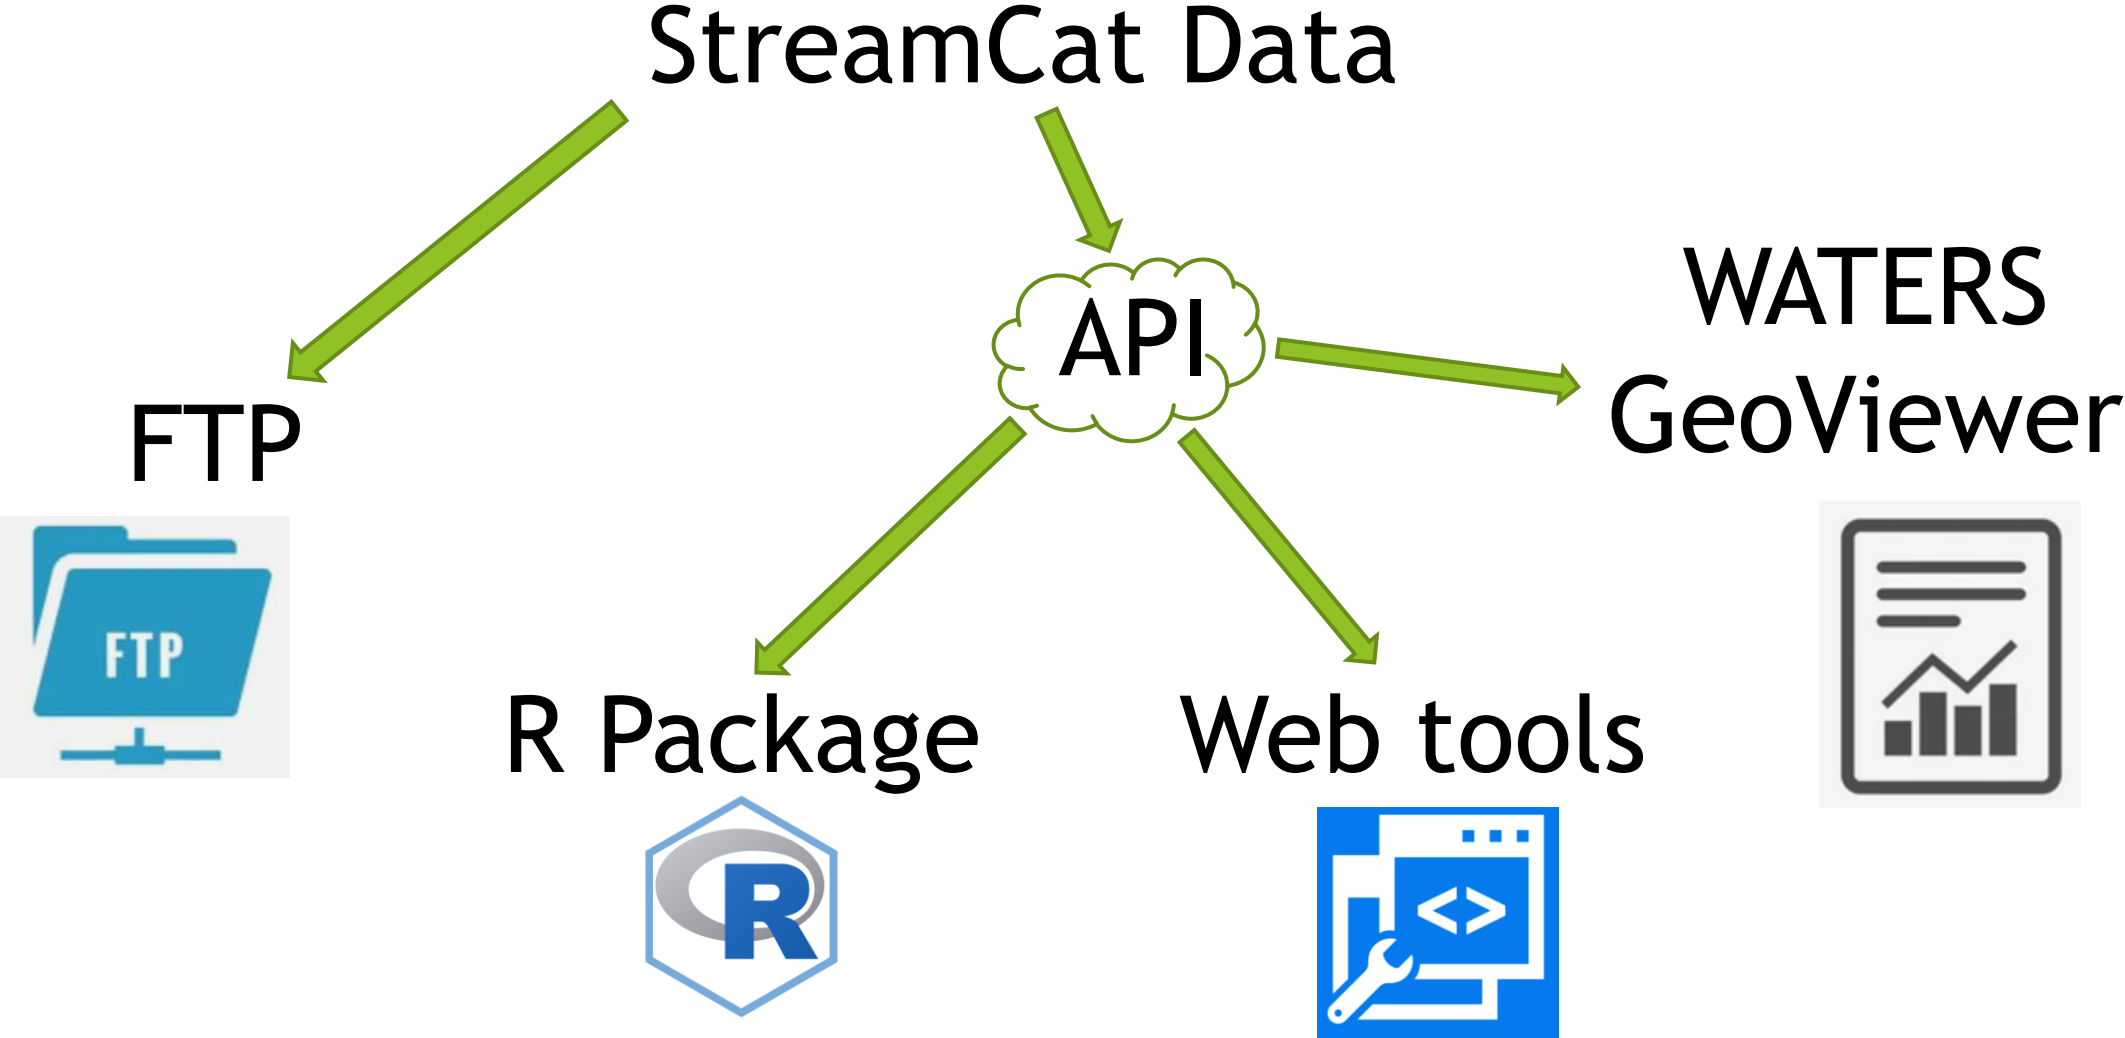 StreamCat Data
API
WATERS
GeoViewer
FTP
FTP
R Package
R
Web tools
<>